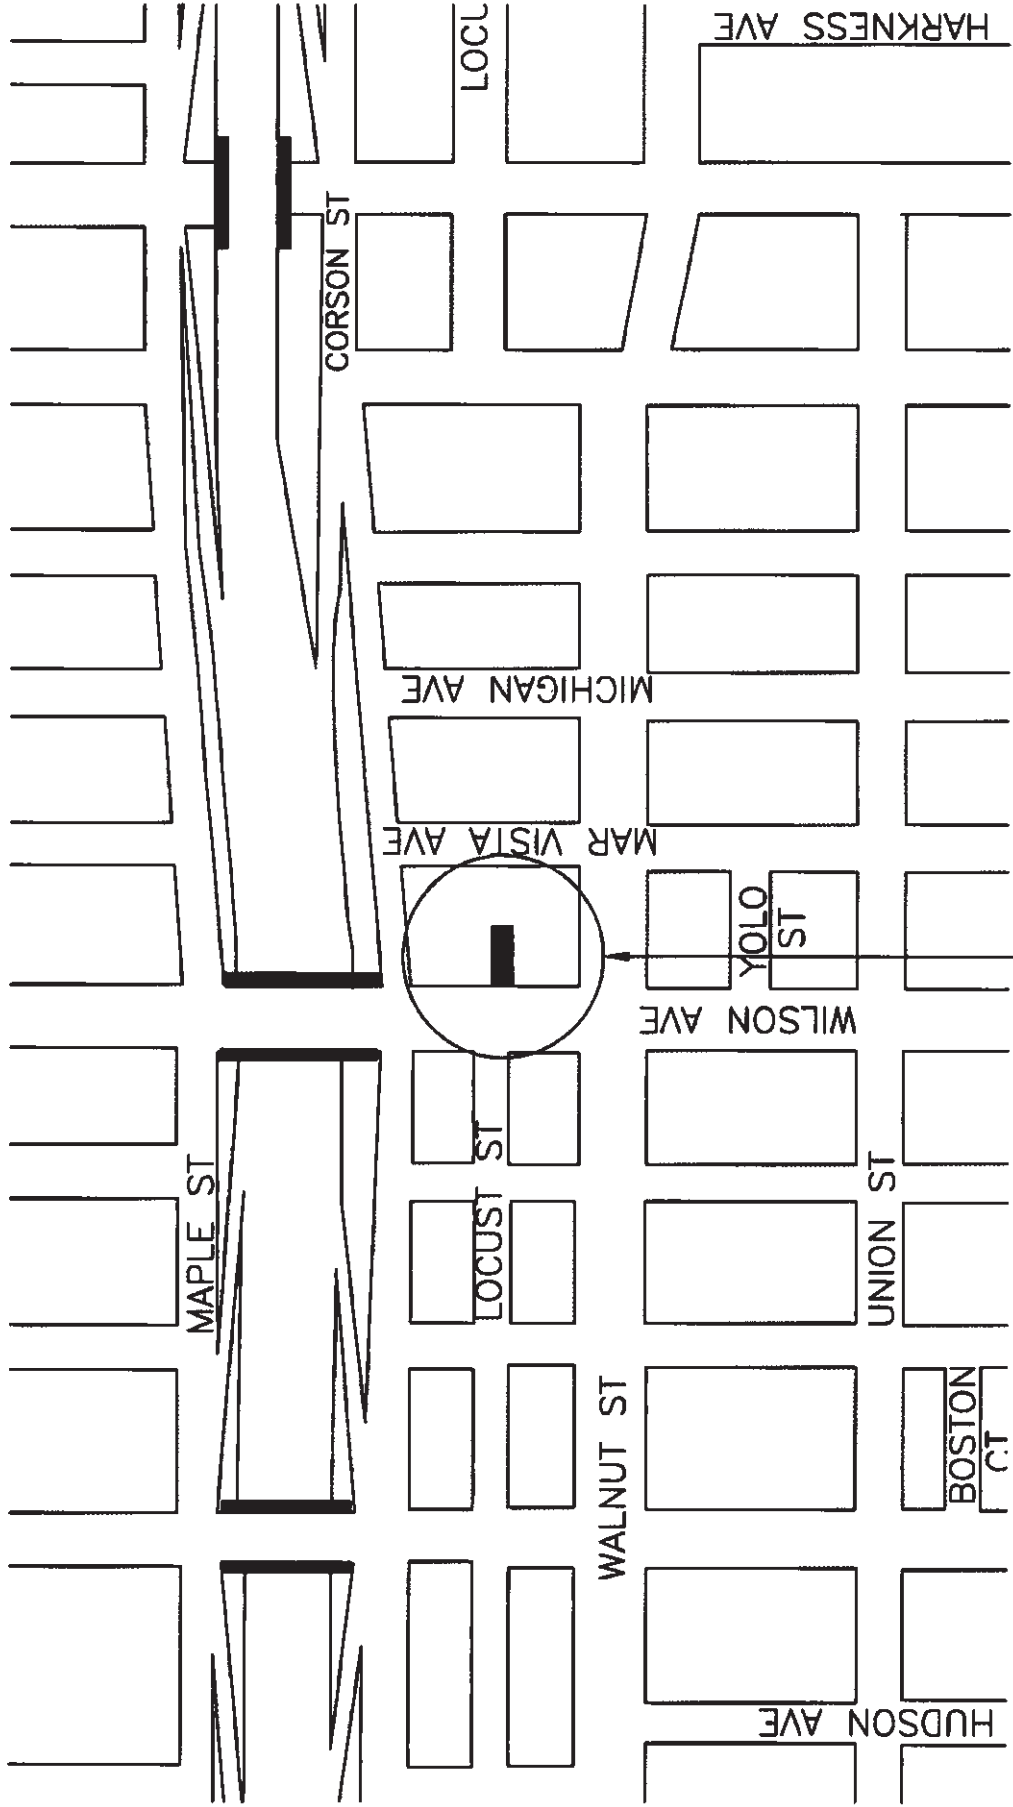 HARKNESS AVE
LOCU
CORSON ST
MICHIGAN AVE
MAR VISTA AVE
YOLO
ST
WILSON AVE
MAPLE ST
LOCUST ST
UNION ST
WALNUT ST
BOSTON
CT
HUDSON AVE